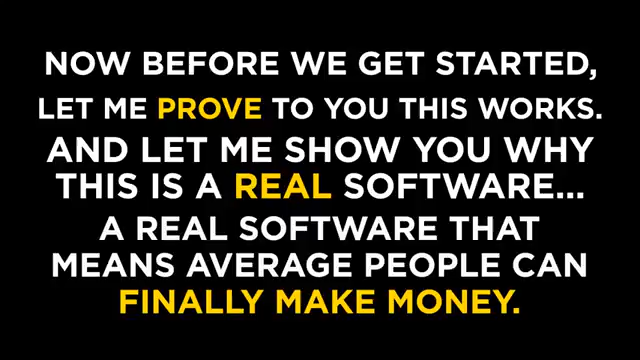 NOW BEFORE WE GET STARTED,
LET ME PROVE TO YOU THIS WORKS.
AND LET ME SHOW YOU WHY
THIS IS A REAL SOFTWARE...
A REAL SOFTWARE THAT
MEANS AVERAGE PEOPLE CAN
FINALLY MAKE MONEY.